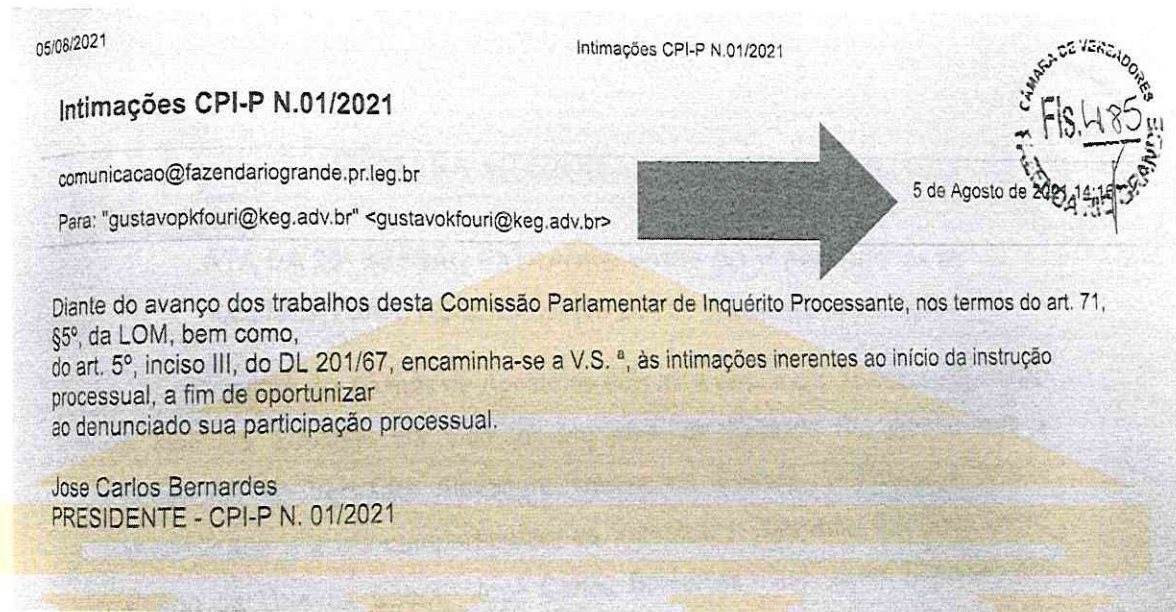 05/08/2021
Intimações CPI-P N.01/2021
CÂMARA DE VEREADORES
Fls. 485
Intimações CPI-P N.01/2021
comunicacao@fazendariogrande.pr.leg.br
5 de Agosto de 2021 14:15
Para: "gustavopkfouri@keg.adv.br" <gustavokfouri@keg.adv.br>
Diante do avanço dos trabalhos desta Comissão Parlamentar de Inquérito Processante, nos termos do art. 71,
§5º, da LOM, bem como,
do art. 5º, inciso III, do DL 201/67, encaminha-se a V.S. ª, às intimações inerentes ao início da instrução
processual, a fim de oportunizar
ao denunciado sua participação processual.
Jose Carlos Bernardes
PRESIDENTE - CPI-P N. 01/2021